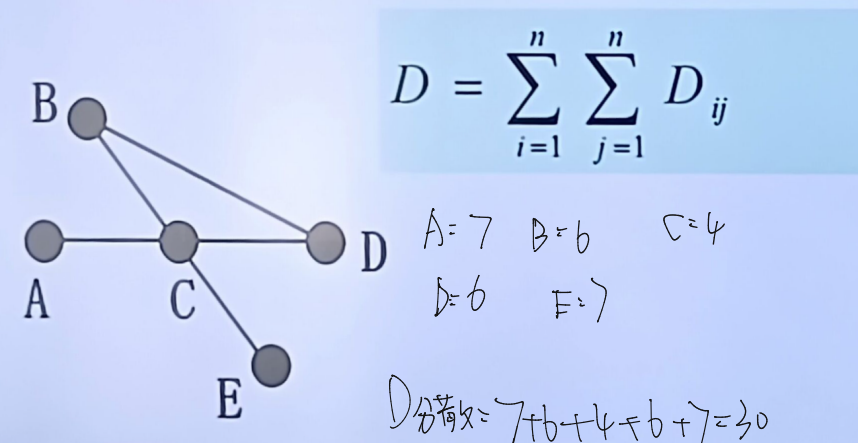 D = \sum_{i=1}^{n} \sum_{j=1}^{n} D_{ij}
B
A
C
D
E
A=7 B=6 C=4
D=6 E=7
D分散=7+6+4+6+7=30